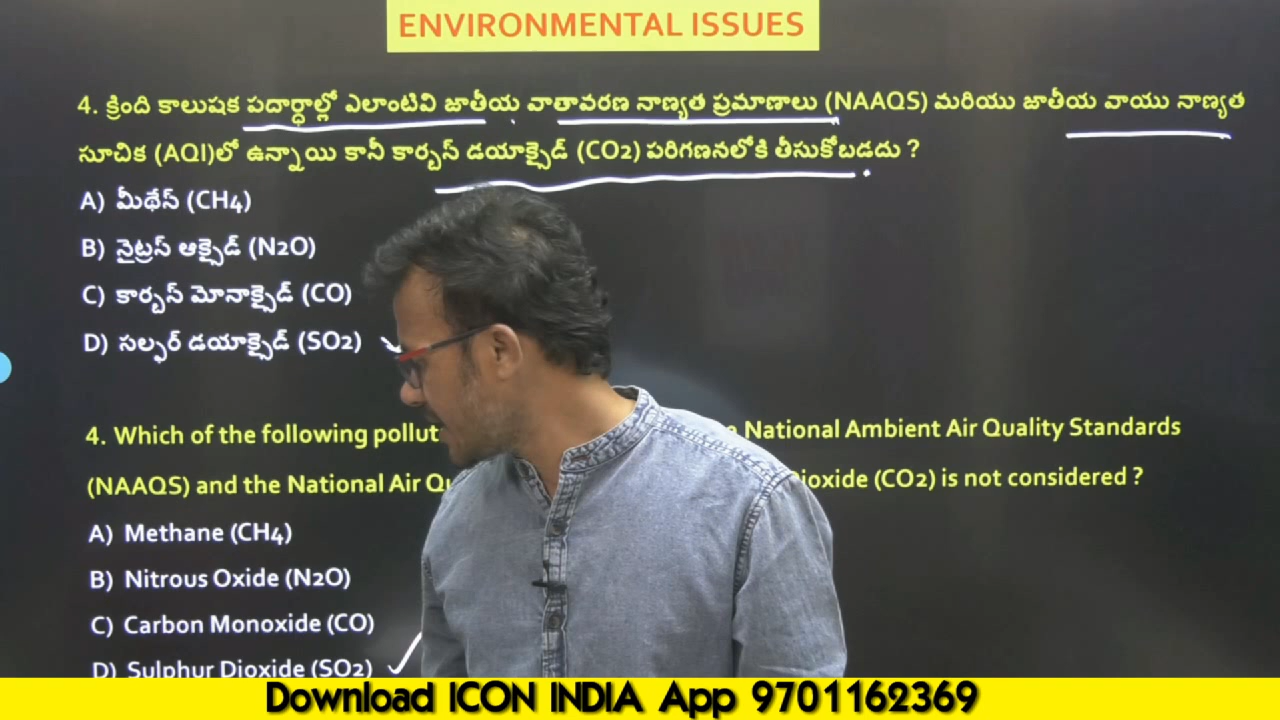 ENVIRONMENTAL ISSUES
4. క్రింది కాలుషక పదార్ధాల్లో ఎలాంటివి జాతీయ వాతావరణ నాణ్యత ప్రమాణాలు (NAAQS) మరియు జాతీయ వాయు నాణ్యత
సూచిక (AQI)లో ఉన్నాయి కానీ కార్బన్ డయాక్సైడ్ (CO2) పరిగణనలోకి తీసుకోబడదు ?
A) మీథేన్ (CH4)
B) నైట్రస్ ఆక్సైడ్ (N2O)
C) కార్బన్ మోనాక్సైడ్ (CO)
D) సల్ఫర్ డయాక్సైడ్ (SO2)
4. Which of the following National Ambient Air Quality Standards
(NAAQS) and the National Air (CO2) is not considered ?
A) Methane (CH4)
B) Nitrous Oxide (N2O)
C) Carbon Monoxide (CO)
D) Sulphur Dioxide (SO2)
Download ICON INDIA App 9701162369